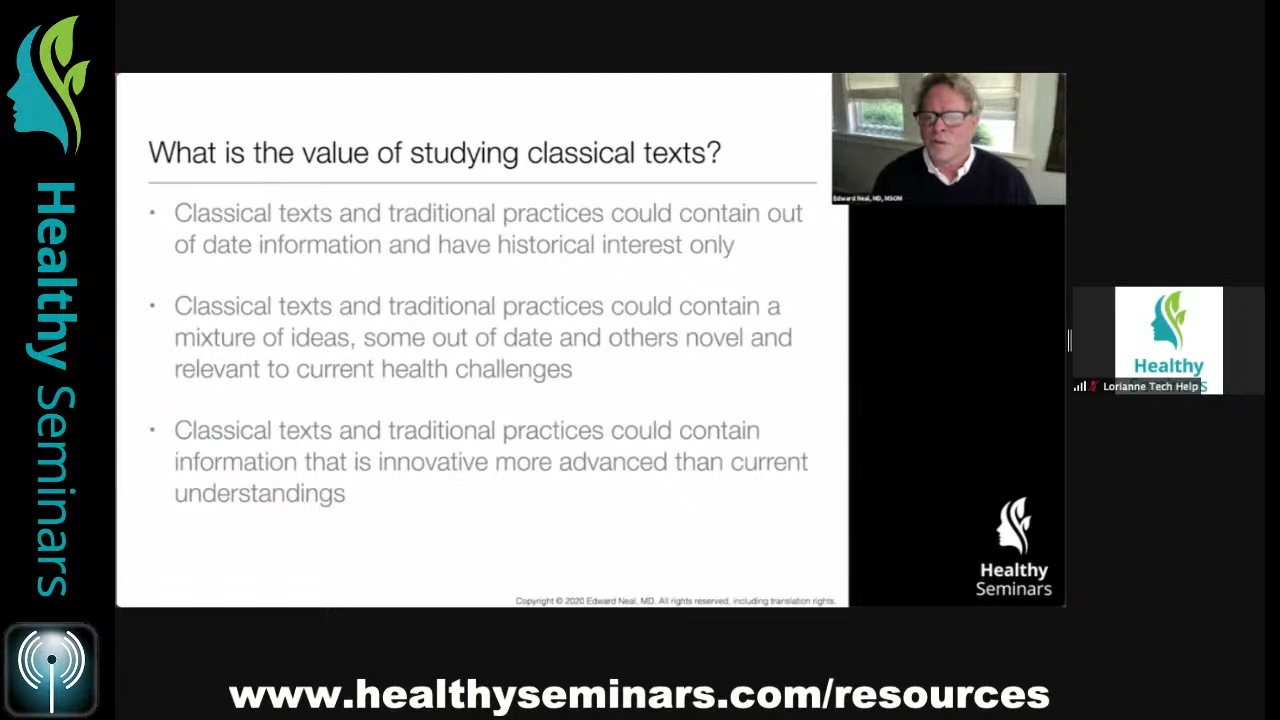 Healthy Seminars
What is the value of studying classical texts?
• Classical texts and traditional practices could contain out
of date information and have historical interest only
• Classical texts and traditional practices could contain a
mixture of ideas, some out of date and others novel and
relevant to current health challenges
• Classical texts and traditional practices could contain
information that is innovative more advanced than current
understandings
Copyright © 2020 Edward Neal, MD. All rights reserved, including translation rights.
Edward Neal, MD, MSOM
Healthy
Lorianne Tech Help
Healthy
Seminars
www.healthyseminars.com/resources